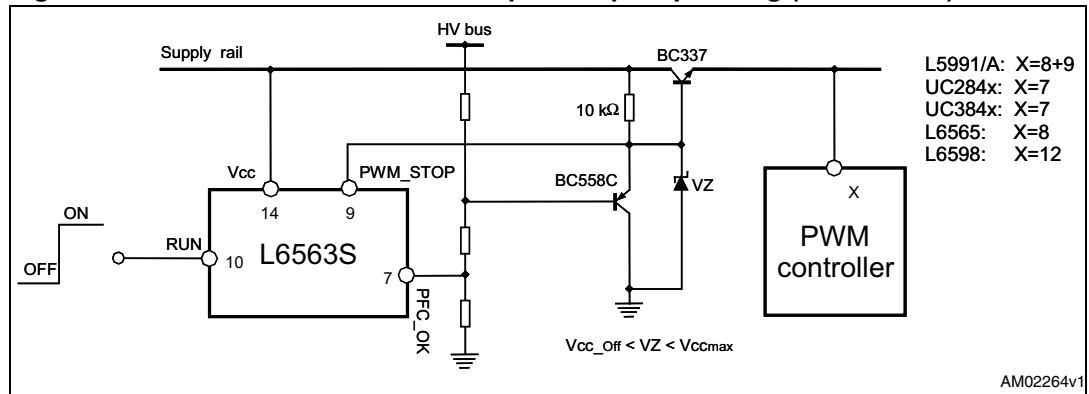 HV bus
Supply rail
BC337
L5991/A: X=8+9
UC284x: X=7
UC384x: X=7
L6565: X=8
L6598: X=12
10 kΩ
Vcc
PWM_STOP
BC558C
VZ
14
9
X
ON
OFF
RUN
10
L6563S
7
PFC_OK
PWM
controller
Vcc_Off < VZ < Vccmax
AM02264v1